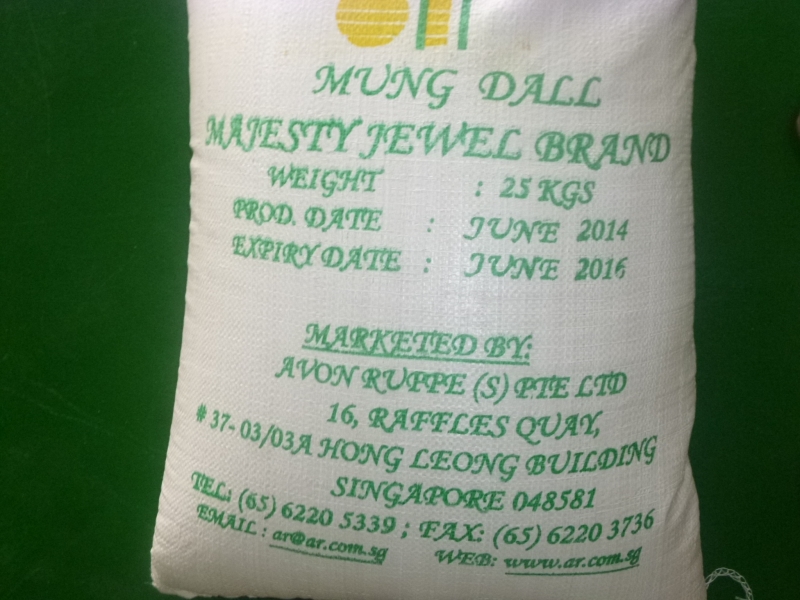 MUNG DALL
MAJESTY JEWEL BRAND
WEIGHT : 25 KGS
PROD. DATE : JUNE 2014
EXPIRY DATE : JUNE 2016
MARKETED BY:
AVON RUPPE (S) PTE LTD
16, RAFFLES QUAY,
# 37- 03/03A HONG LEONG BUILDING
SINGAPORE 048581
TEL: (65) 6220 5339 ; FAX: (65) 6220 3736
EMAIL : ar@ar.com.sg WEB: www.ar.com.sg